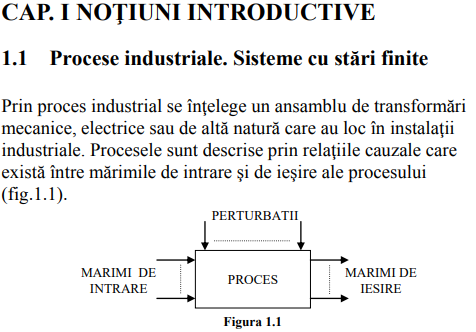 CAP. I NOŢIUNI INTRODUCTIVE
1.1 Procese industriale. Sisteme cu stări finite
Prin proces industrial se înţelege un ansamblu de transformări
mecanice, electrice sau de altă natură care au loc în instalaţii
industriale. Procesele sunt descrise prin relaţiile cauzale care
există între mărimile de intrare şi de ieşire ale procesului
(fig.1.1).
PERTURBATII
MARIMI DE
INTRARE
PROCES
MARIMI DE
IESIRE
Figura 1.1